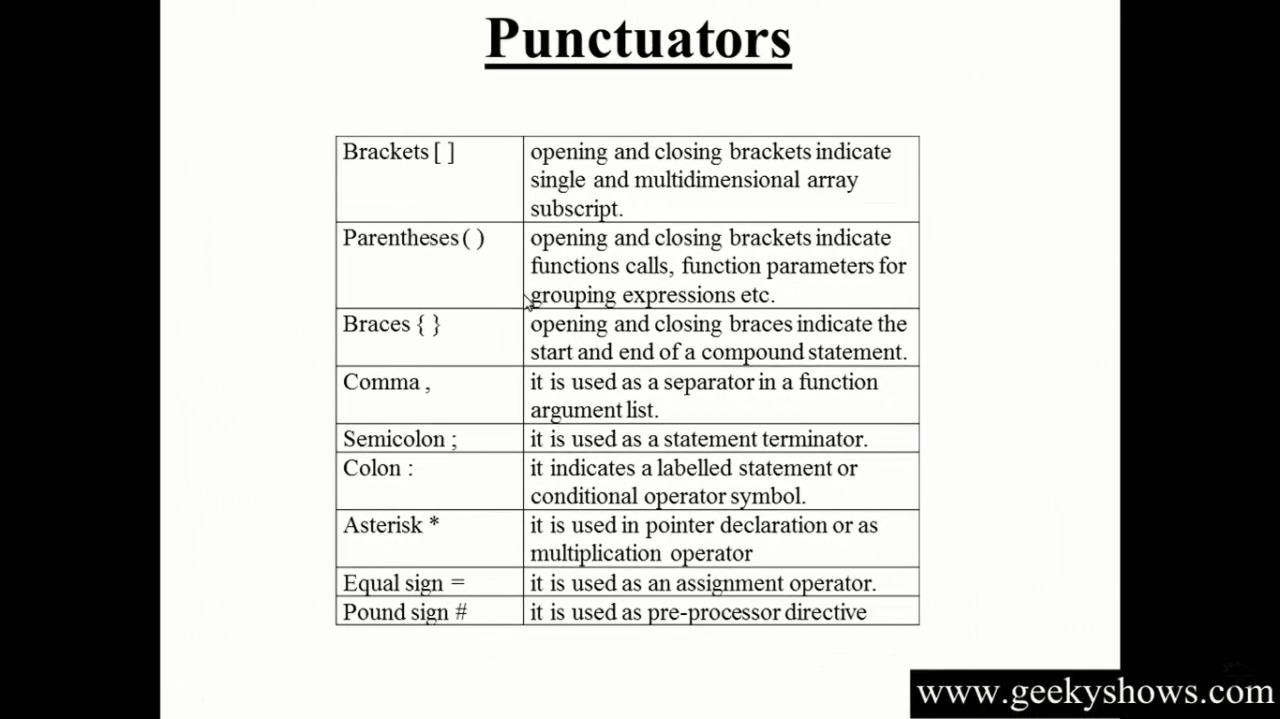 Punctuators
Brackets [ ]
opening and closing brackets indicate
single and multidimensional array
subscript.
Parentheses ( )
opening and closing brackets indicate
functions calls, function parameters for
grouping expressions etc.
Braces { }
opening and closing braces indicate the
start and end of a compound statement.
Comma ,
it is used as a separator in a function
argument list.
Semicolon ;
it is used as a statement terminator.
Colon :
it indicates a labelled statement or
conditional operator symbol.
Asterisk *
it is used in pointer declaration or as
multiplication operator
Equal sign =
it is used as an assignment operator.
Pound sign #
it is used as pre-processor directive
www.geekyshows.com